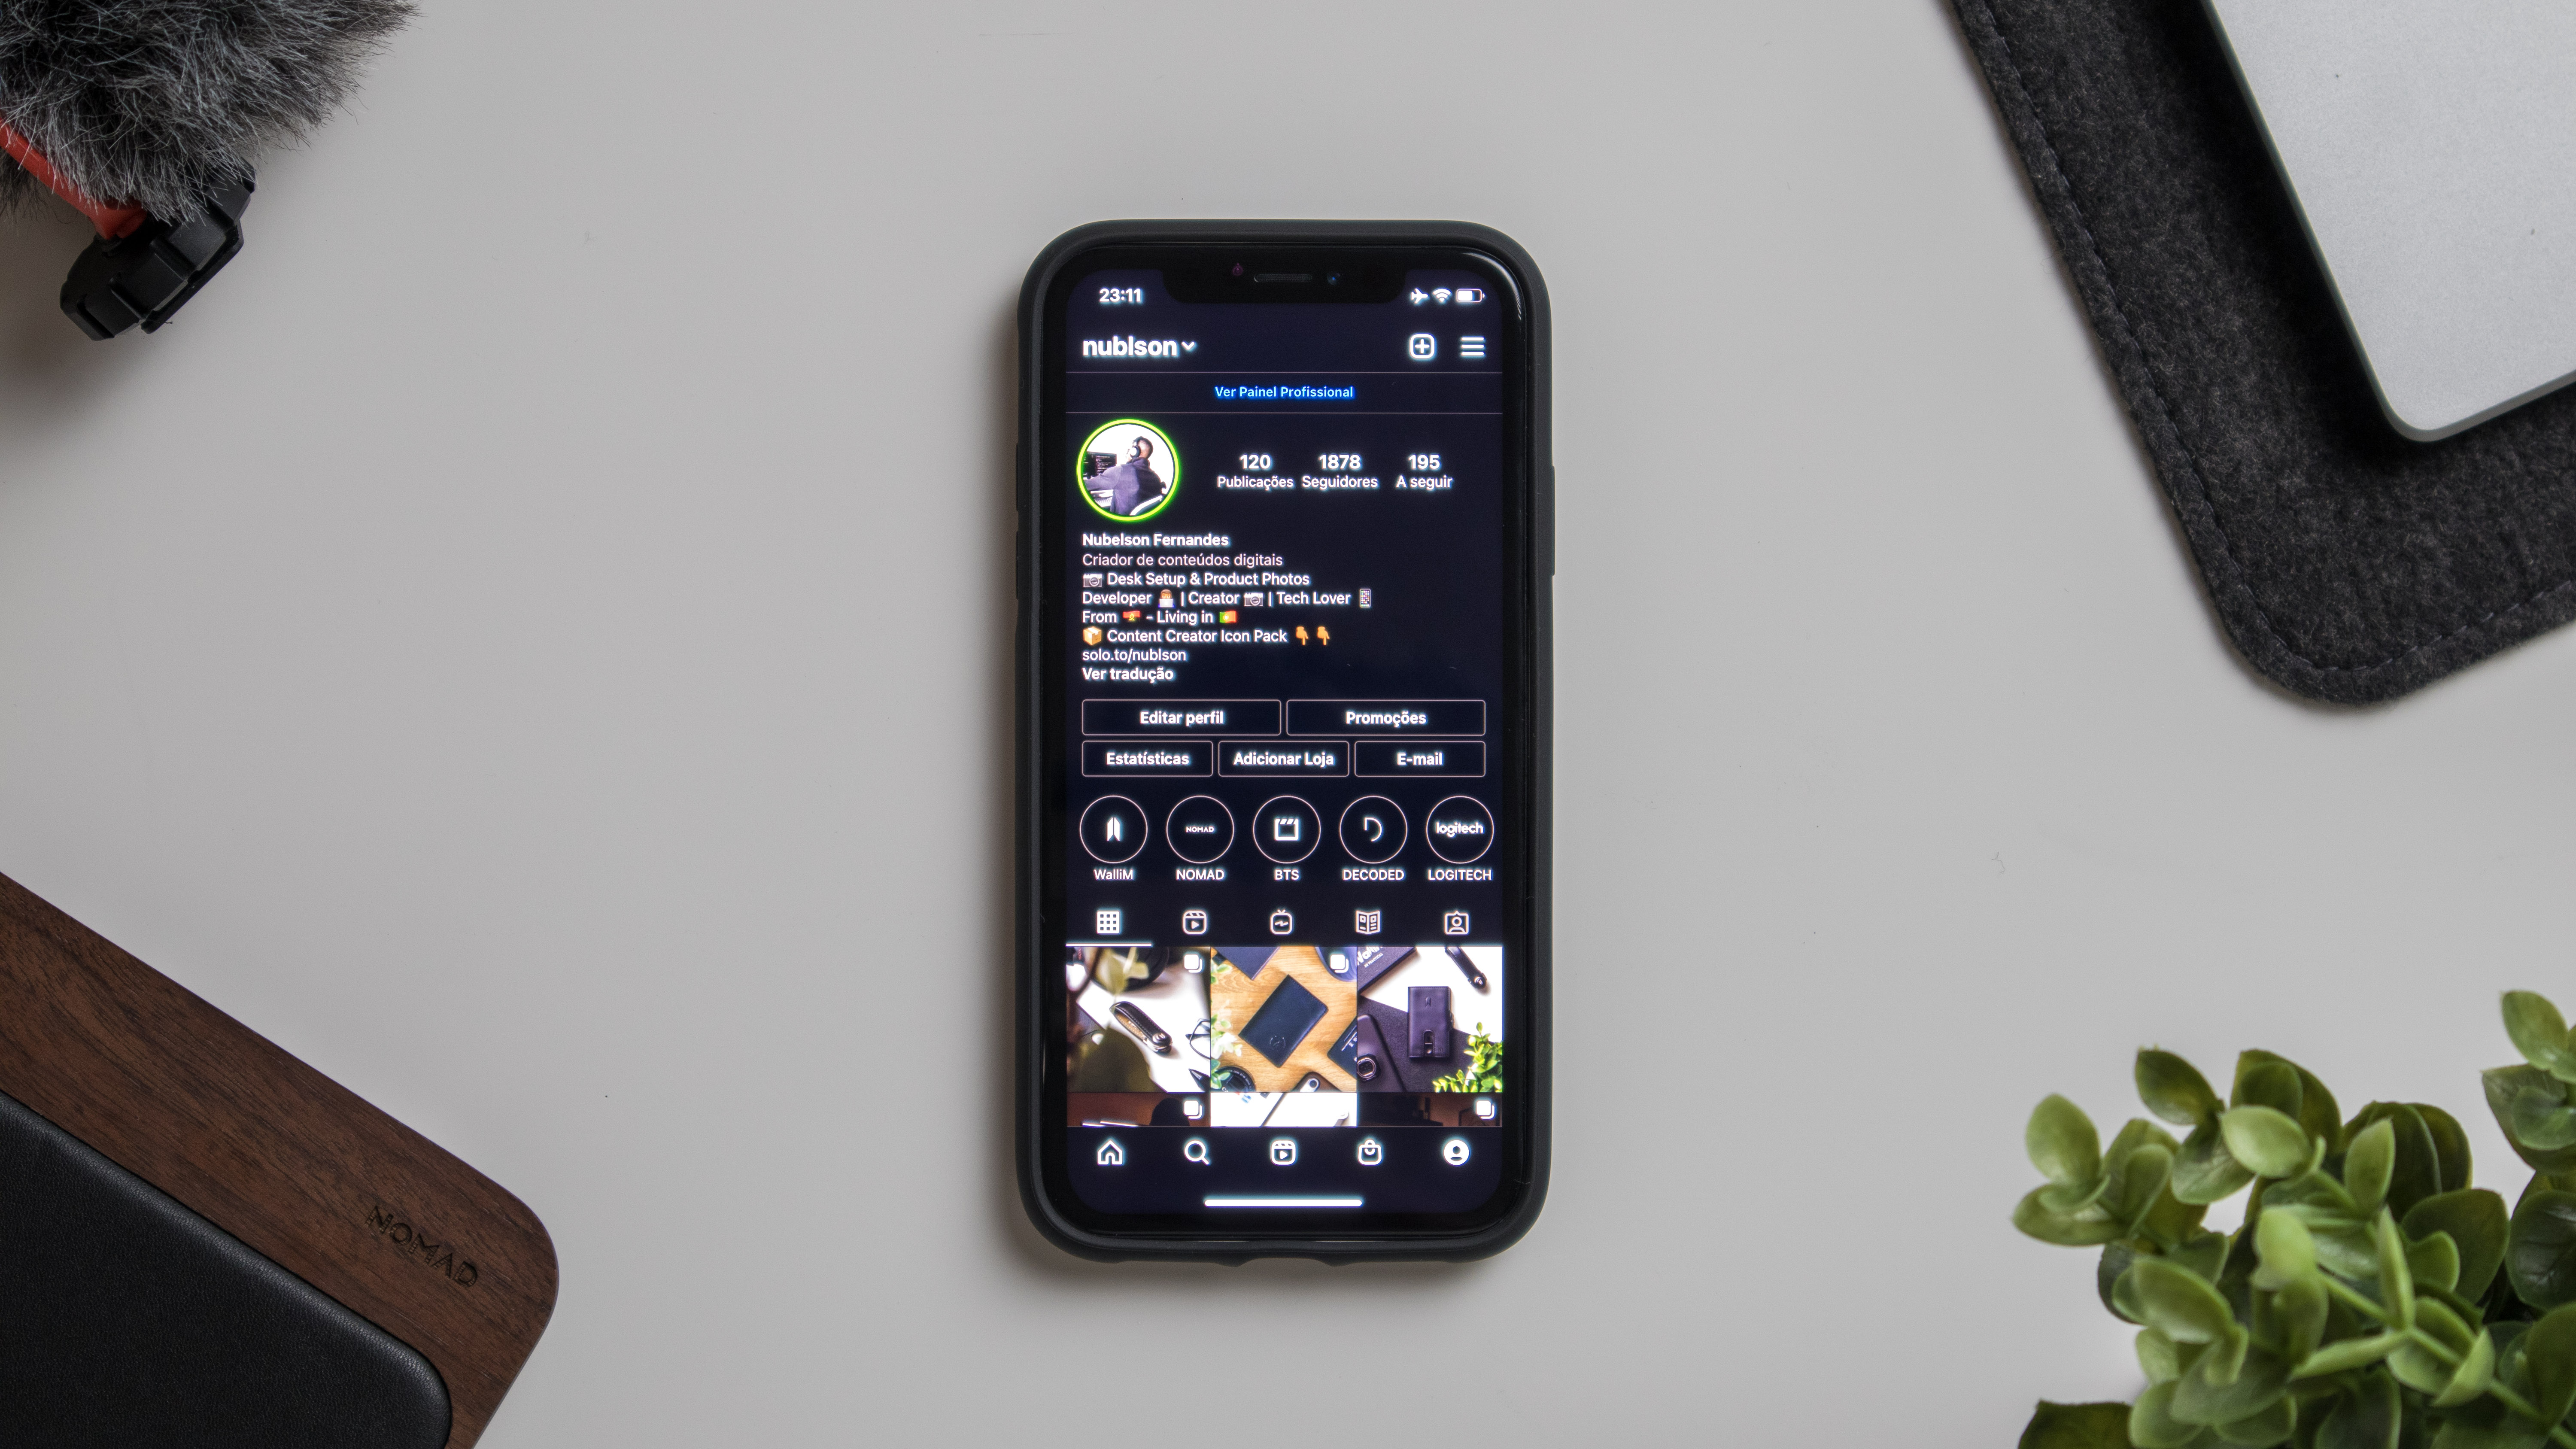 23:11
nublson
Ver Painel Profissional
120 1878 195
Publicações Seguidores A seguir
Nubelson Fernandes
Criador de conteúdos digitais
📷 Desk Setup & Product Photos
Developer 👨🏽‍💻 | Creator 📷 | Tech Lover 📱
From 🇦🇴 - Living in 🇵🇹
📦 Content Creator Icon Pack 👇🏽 👇🏽
solo.to/nublson
Ver tradução
Editar perfil Promoções
Estatísticas Adicionar Loja E-mail
NOMAD logitech
WalliM NOMAD BTS DECODED LOGITECH
NOMAD